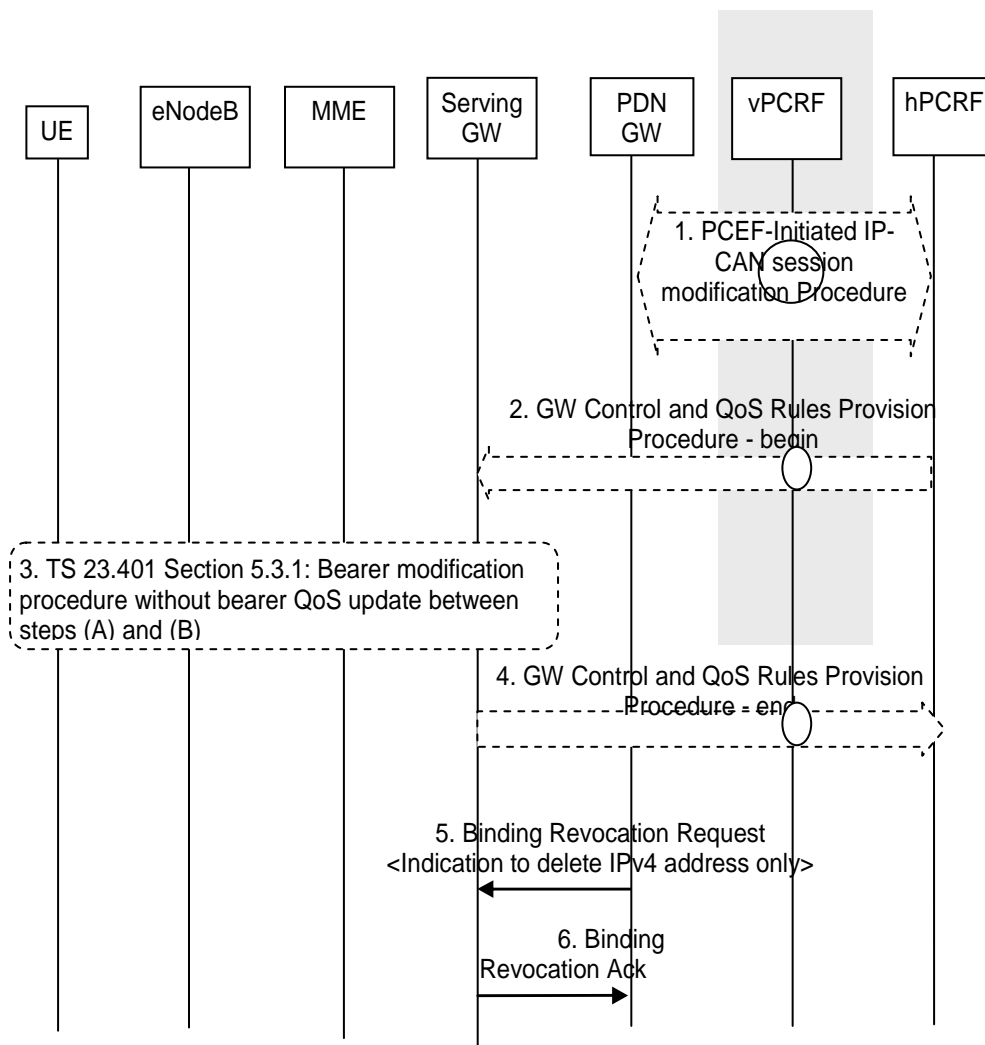 UE
eNodeB
MME
Serving
GW
PDN
GW
vPCRF
hPCRF
1. PCEF-Initiated IP-
CAN session
modification Procedure
2. GW Control and QoS Rules Provision
Procedure - begin
3. TS 23.401 Section 5.3.1: Bearer modification
procedure without bearer QoS update between
steps (A) and (B)
4. GW Control and QoS Rules Provision
Procedure - end
5. Binding Revocation Request
<Indication to delete IPv4 address only>
6. Binding
Revocation Ack